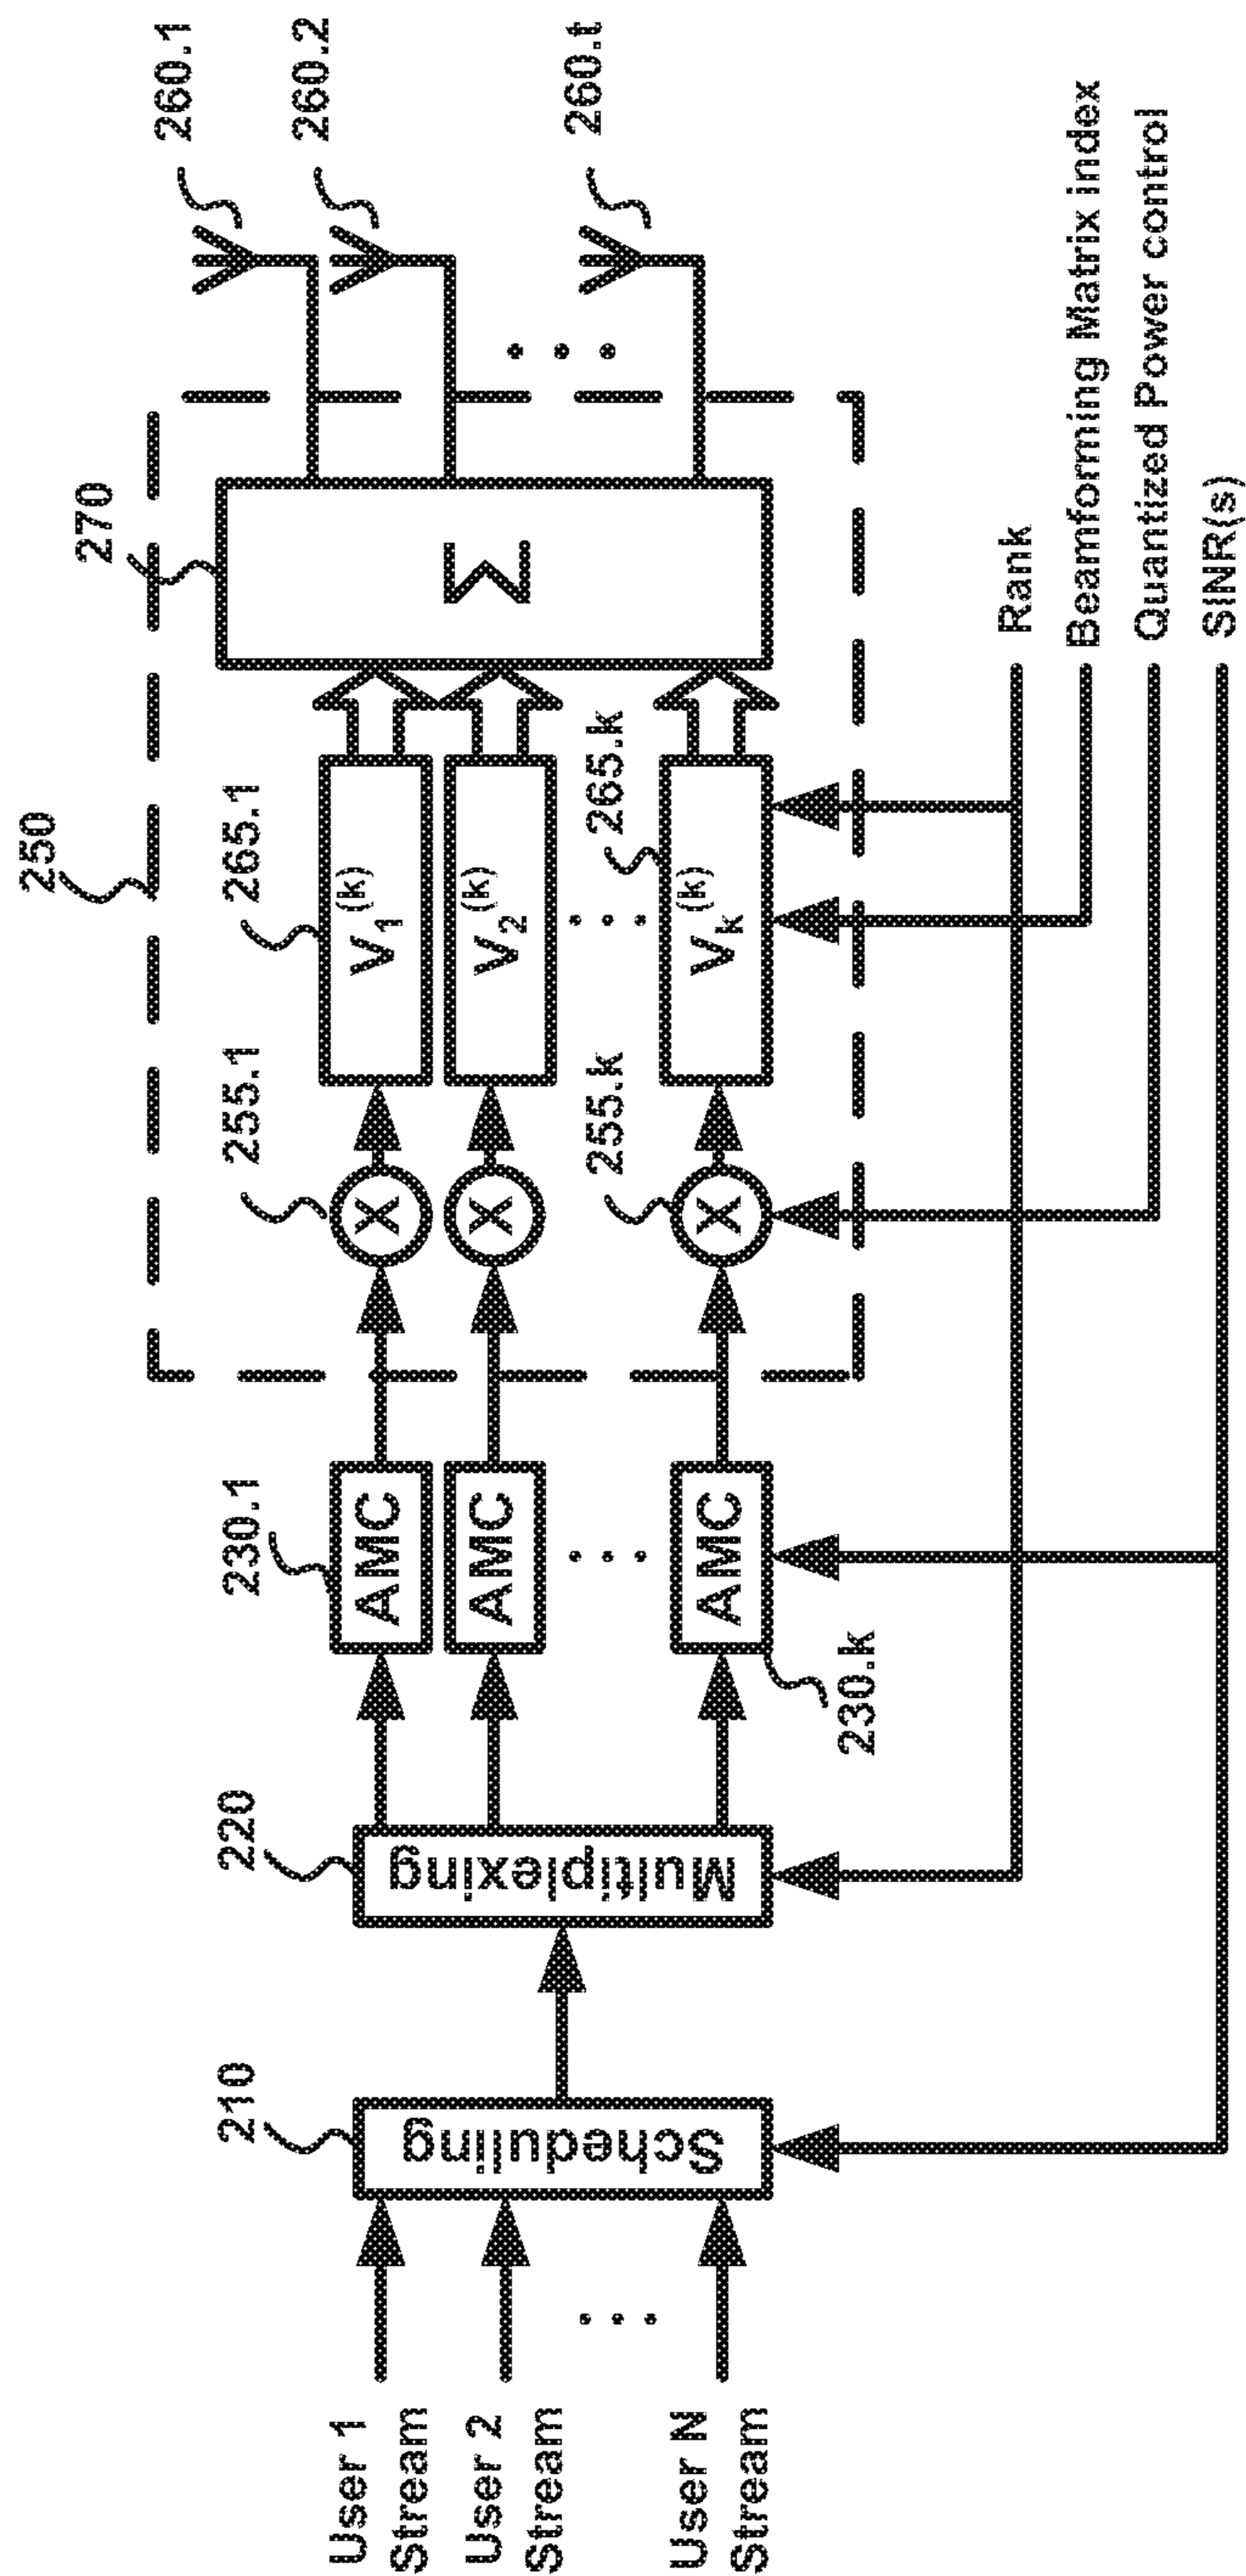 250
270
260.1
260.2
260.t
210
220
230.1
255.1
265.1
User 1
Stream
User 2
Stream
User N
Stream
Scheduling
Multiplexing
AMC
AMC
AMC
230.k
X
X
X
255.k
V1(k)
V2(k)
Vk(k)
265.k
Σ
Rank
Beamforming Matrix index
Quantized Power control
SINR(s)